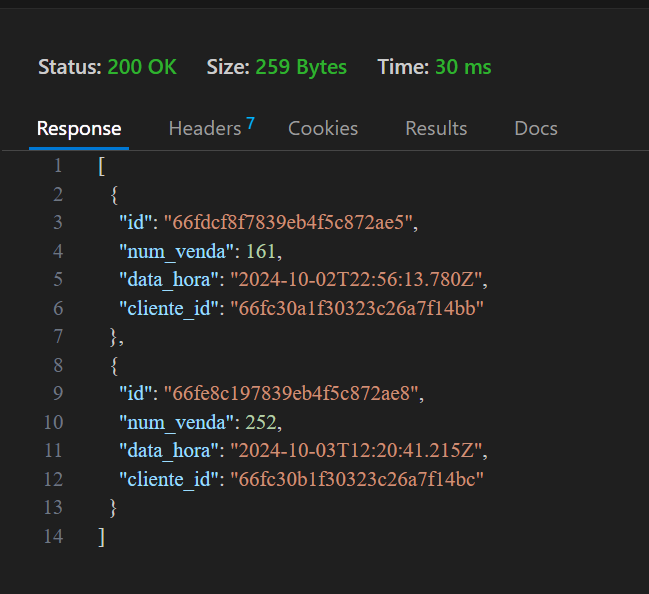 Status: 200 OK Size: 259 Bytes Time: 30 ms
Response Headers 7 Cookies Results Docs
1 [
2 {
3 "id": "66fdcf8f7839eb4f5c872ae5",
4 "num_venda": 161,
5 "data_hora": "2024-10-02T22:56:13.780Z",
6 "cliente_id": "66fc30a1f30323c26a7f14bb"
7 },
8 {
9 "id": "66fe8c197839eb4f5c872ae8",
10 "num_venda": 252,
11 "data_hora": "2024-10-03T12:20:41.215Z",
12 "cliente_id": "66fc30b1f30323c26a7f14bc"
13 }
14 ]